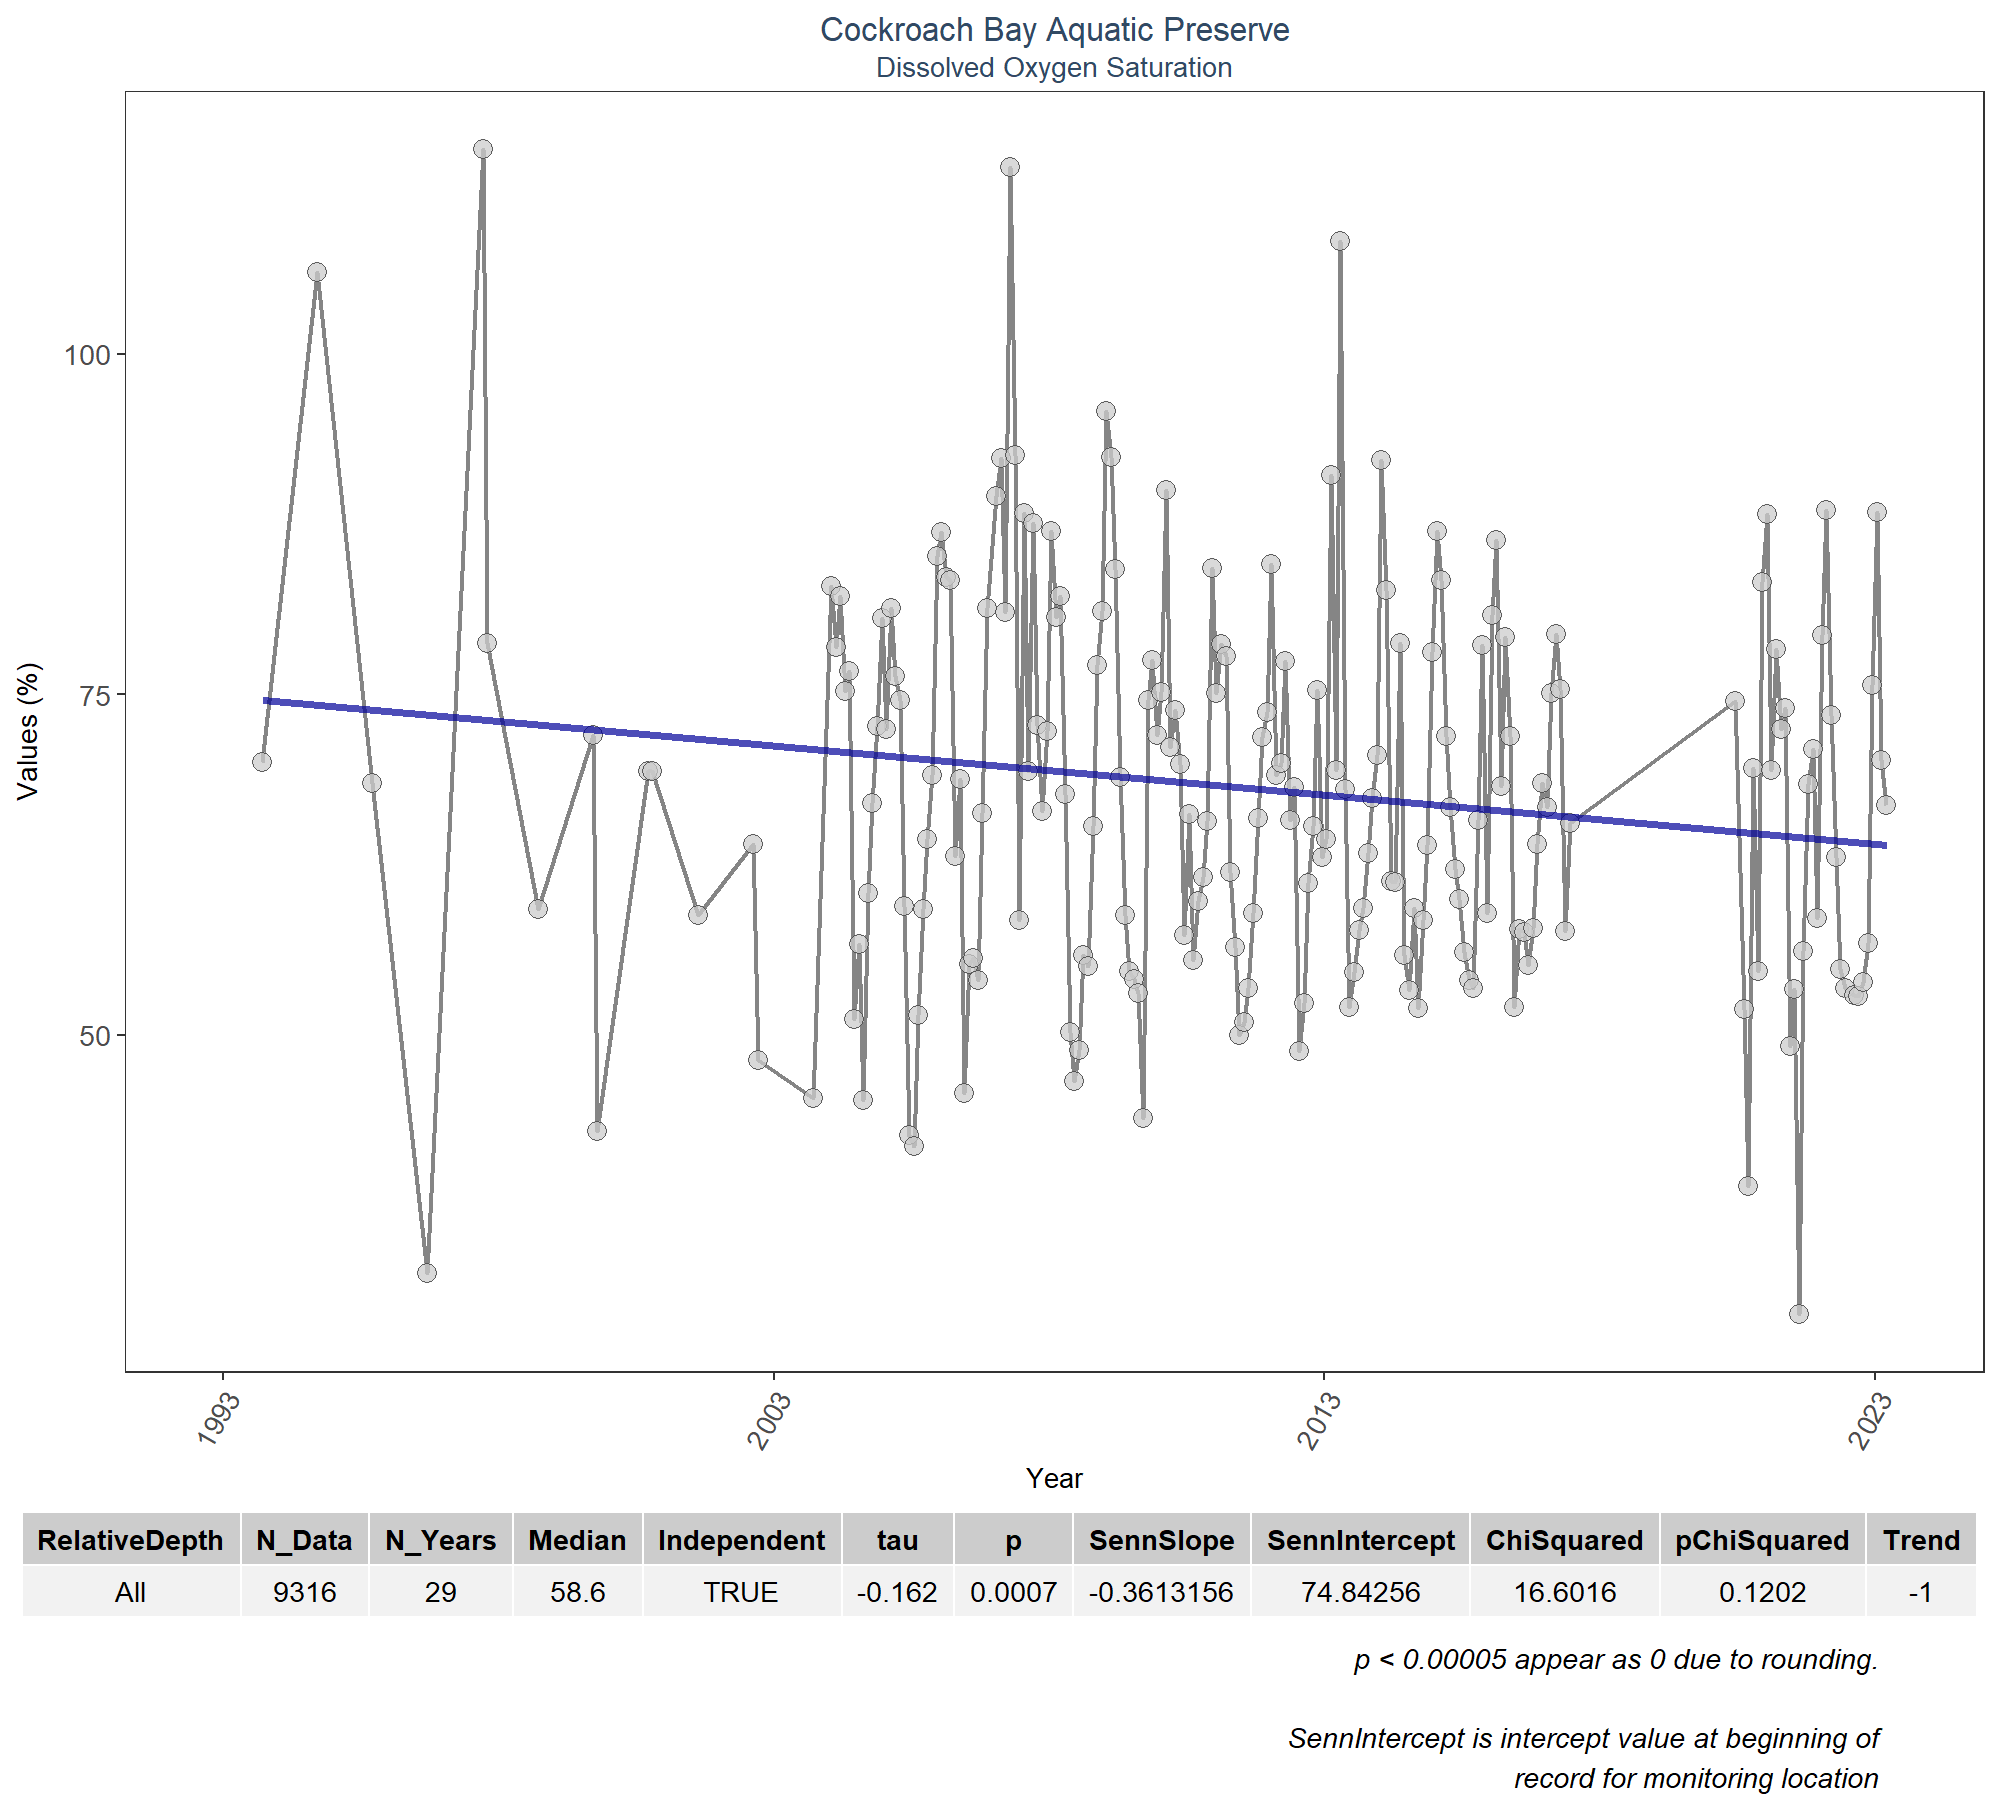 Cockroach Bay Aquatic Preserve
Dissolved Oxygen Saturation
Values (%)
100
75
50
1993 2003 2013 2023
Year
RelativeDepth N_Data N_Years Median Independent tau p SennSlope SennIntercept ChiSquared pChiSquared Trend
All 9316 29 58.6 TRUE -0.162 0.0007 -0.3613156 74.84256 16.6016 0.1202 -1
p < 0.00005 appear as 0 due to rounding.
SennIntercept is intercept value at beginning of
record for monitoring location